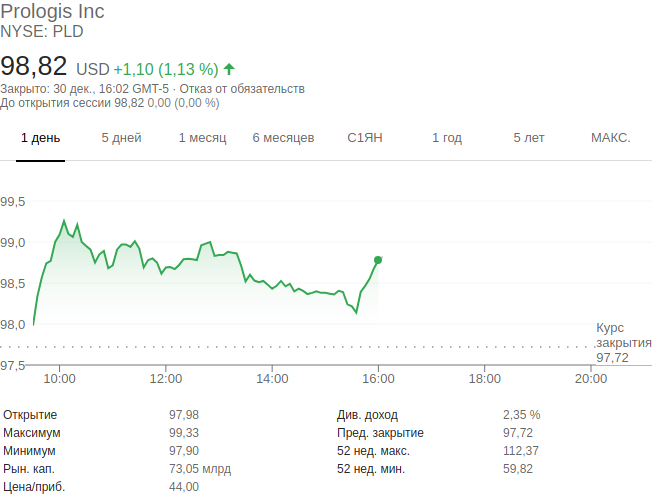 Prologis Inc
NYSE: PLD
98,82 USD +1,10 (1,13 %)
Закрыто: 30 дек., 16:02 GMT-5 · Отказ от обязательств
До открытия сессии 98,82 0,00 (0,00 %)
1 день 5 дней 1 месяц 6 месяцев С1ЯН 1 год 5 лет МАКС.
99,5
99,0
98,5
98,0
Курс
закрытия
97,72
97,5
10:00 12:00 14:00 16:00 18:00 20:00
Открытие 97,98 Див. доход 2,35 %
Максимум 99,33 Пред. закрытие 97,72
Минимум 97,90 52 нед. макс. 112,37
Рын. кап. 73,05 млрд 52 нед. мин. 59,82
Цена/приб. 44,00